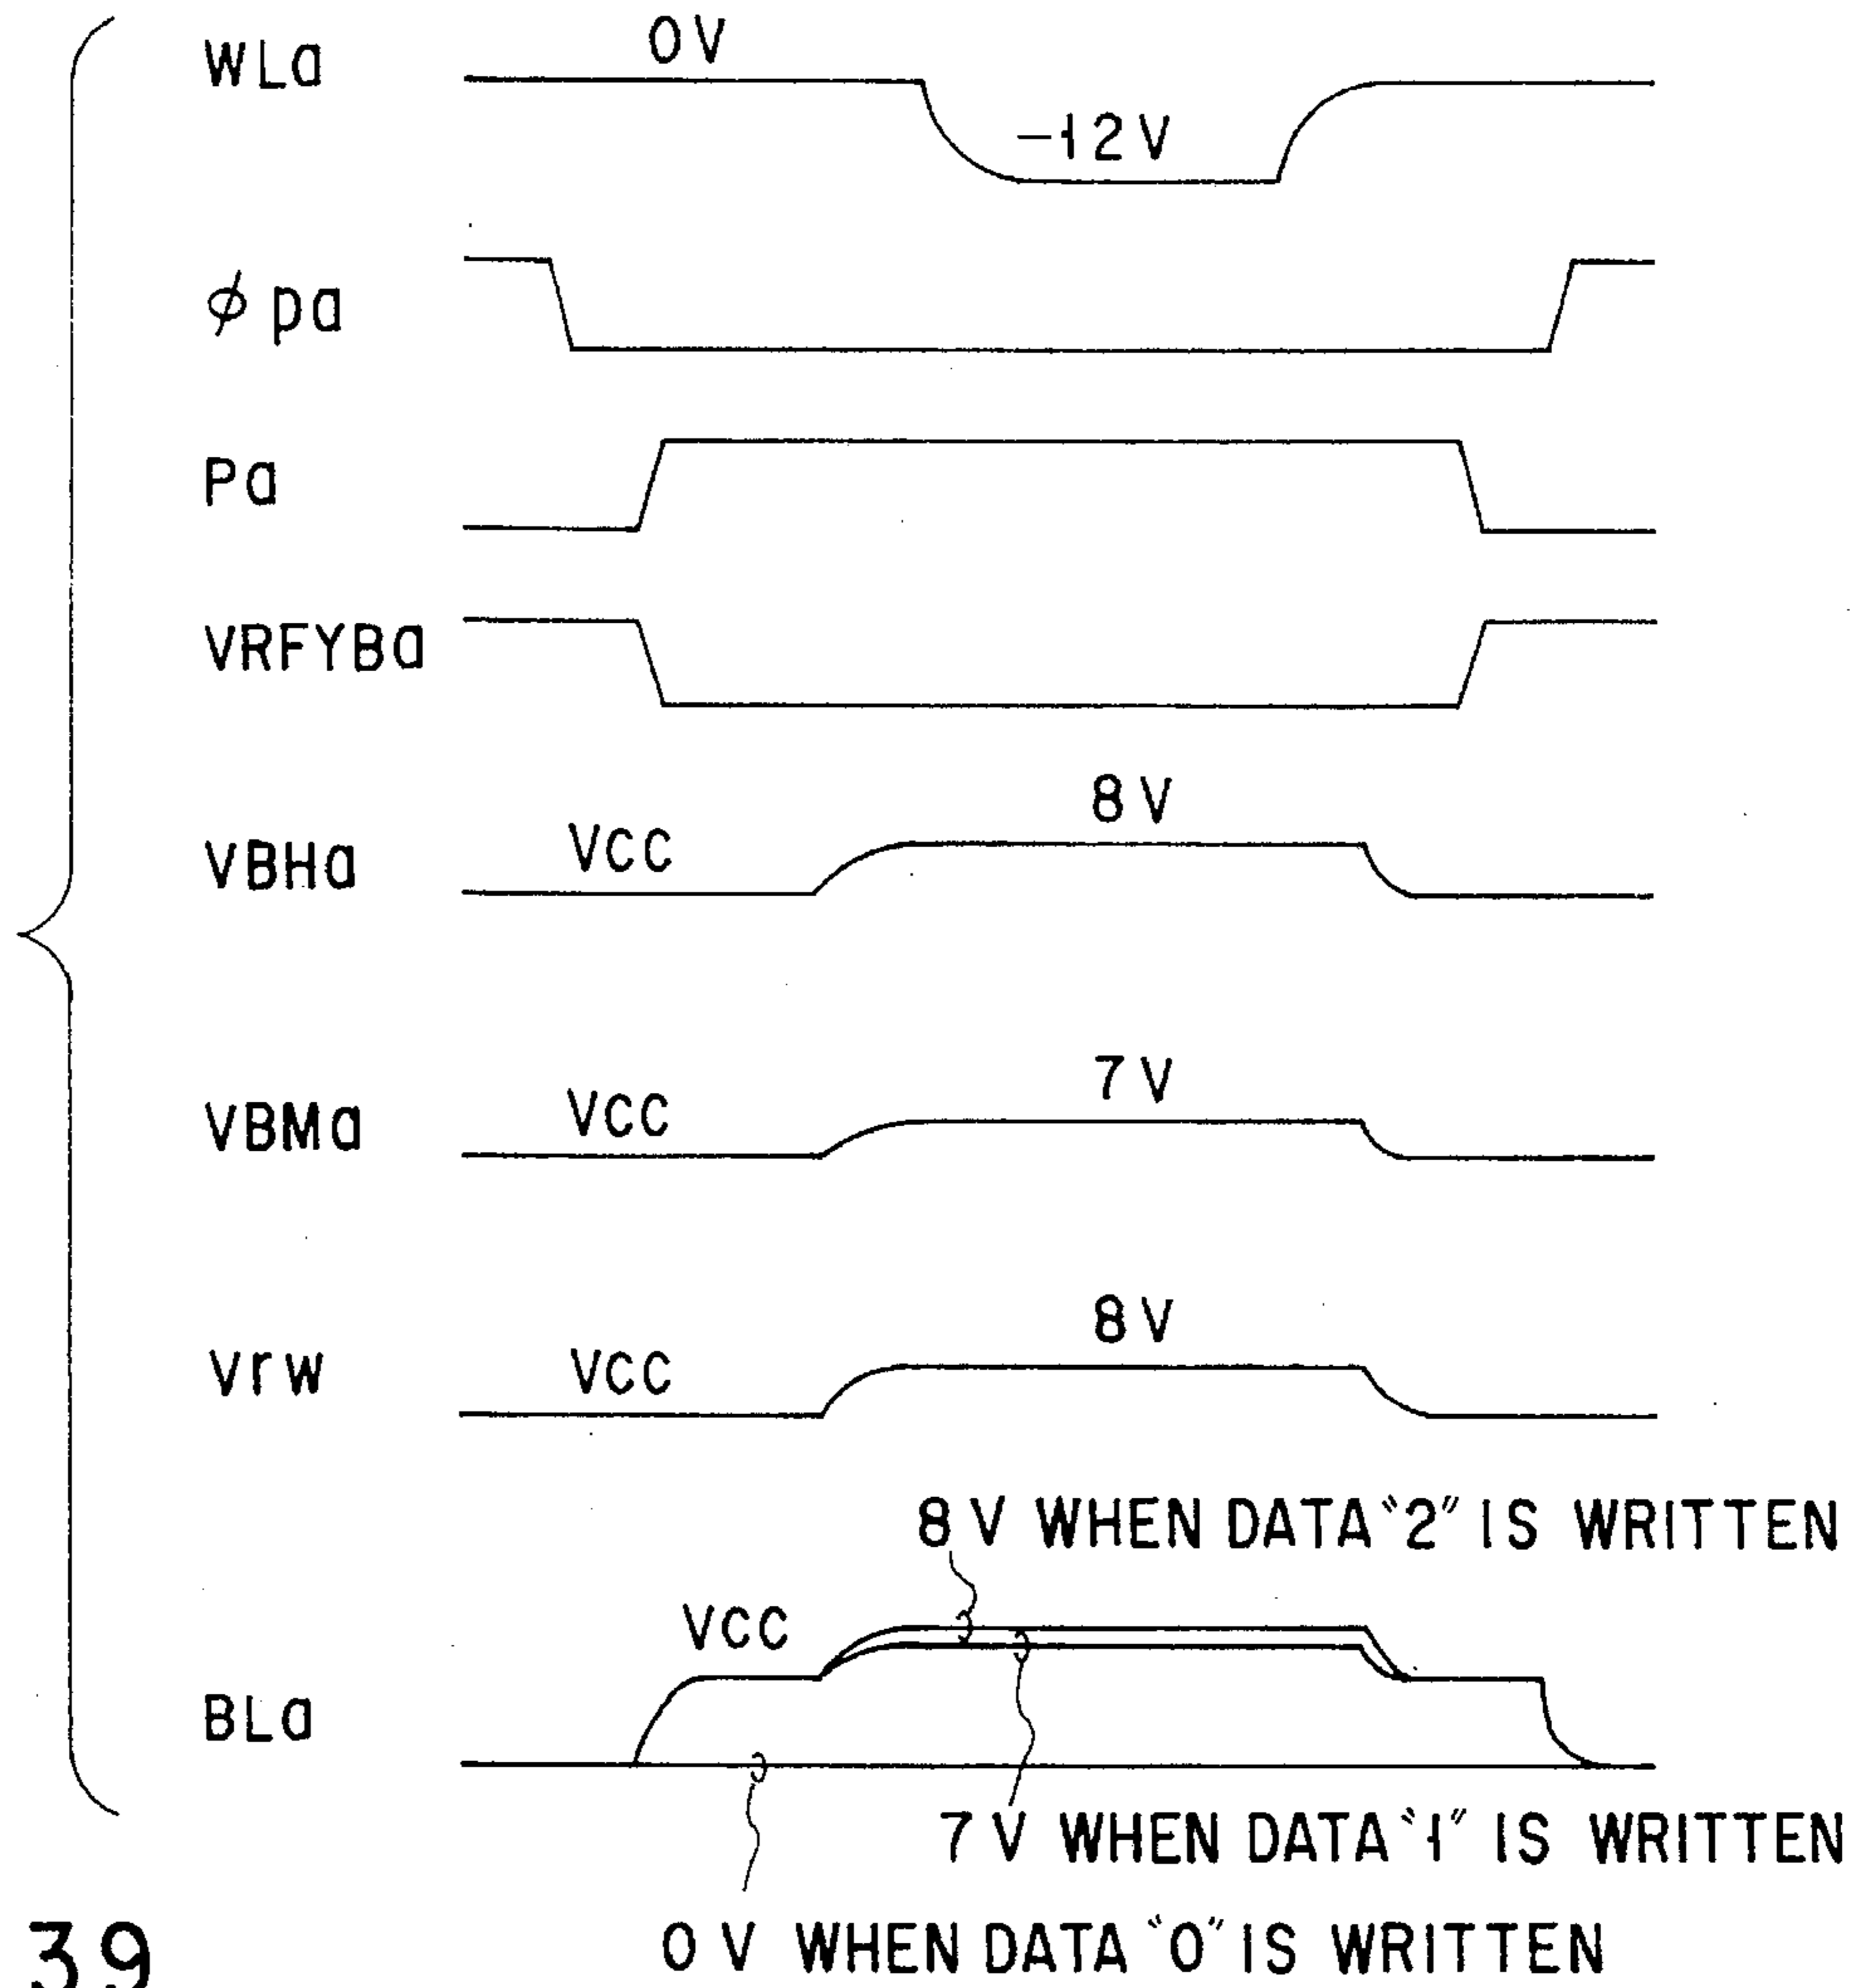 WLa
0V
-12V
φpa
Pa
VRFYBa
VBHa
VCC
8V
VBMa
VCC
7V
Vrw
VCC
8V
8V WHEN DATA "2" IS WRITTEN
VCC
BLa
7V WHEN DATA "1" IS WRITTEN
0V WHEN DATA "0" IS WRITTEN
39